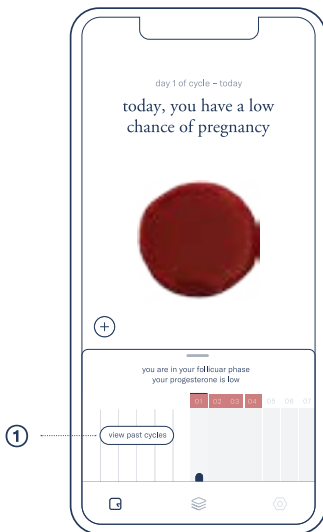 day 1 of cycle – today
today, you have a low
chance of pregnancy
you are in your follicuar phase
your progesterone is low
01 02 03 04 05 06 07
1 view past cycles